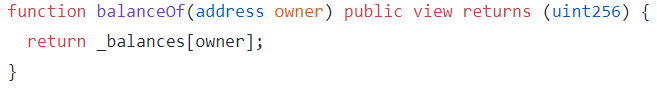 function balanceOf(address owner) public view returns (uint256) {
  return _balances[owner];
}